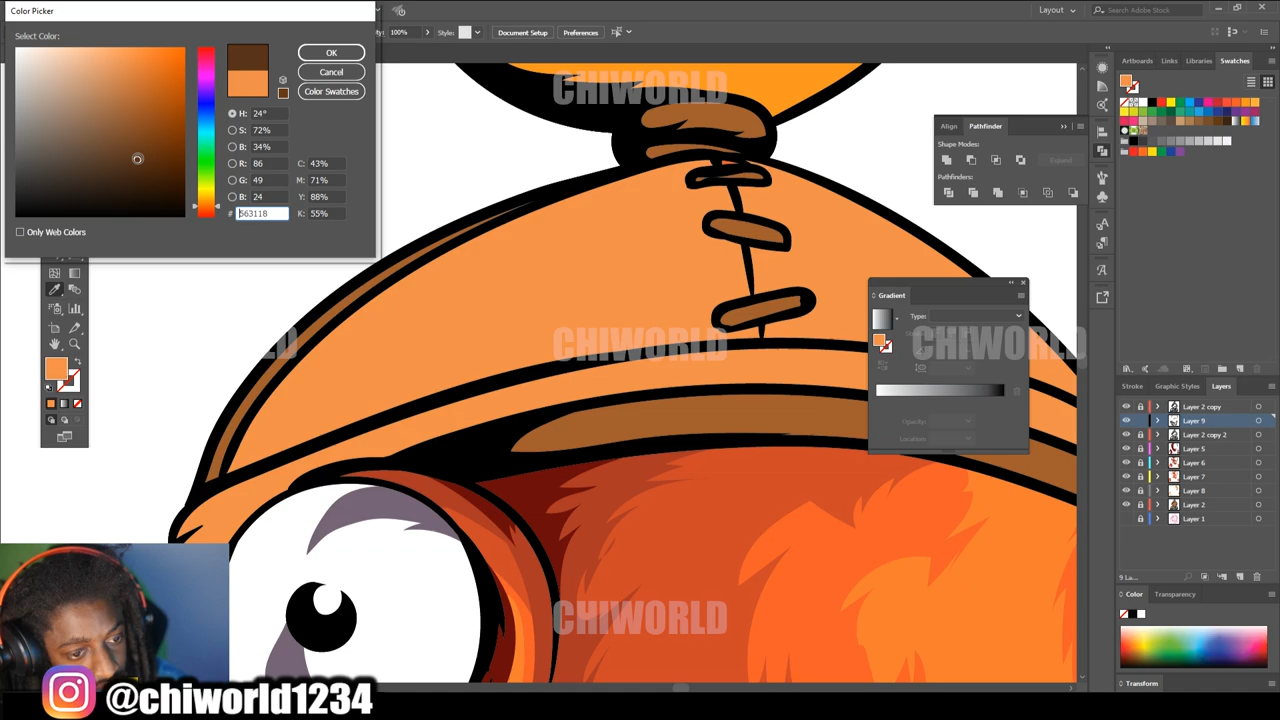 Color Picker
Select Color:
OK
Cancel
Color Swatches
H: 24°
S: 72%
B: 34%
R: 86
G: 49
B: 24
C: 43%
M: 71%
Y: 88%
K: 55%
# 563118
Only Web Colors
100%
Style:
Document Setup
Preferences
Layout
Search Adobe Stock
Artboards
Links
Libraries
Swatches
Align
Pathfinder
Shape Modes:
Expand
Pathfinders:
Gradient
Type:
Opacity:
Location:
Stroke
Graphic Styles
Layers
Layer 2 copy
Layer 9
Layer 2 copy 2
Layer 5
Layer 6
Layer 7
Layer 8
Layer 2
Layer 1
9 La...
Color
Transparency
Transform
CHIWORLD
CHIWORLD
CHIWORLD
CHIWORLD
@chiworld1234